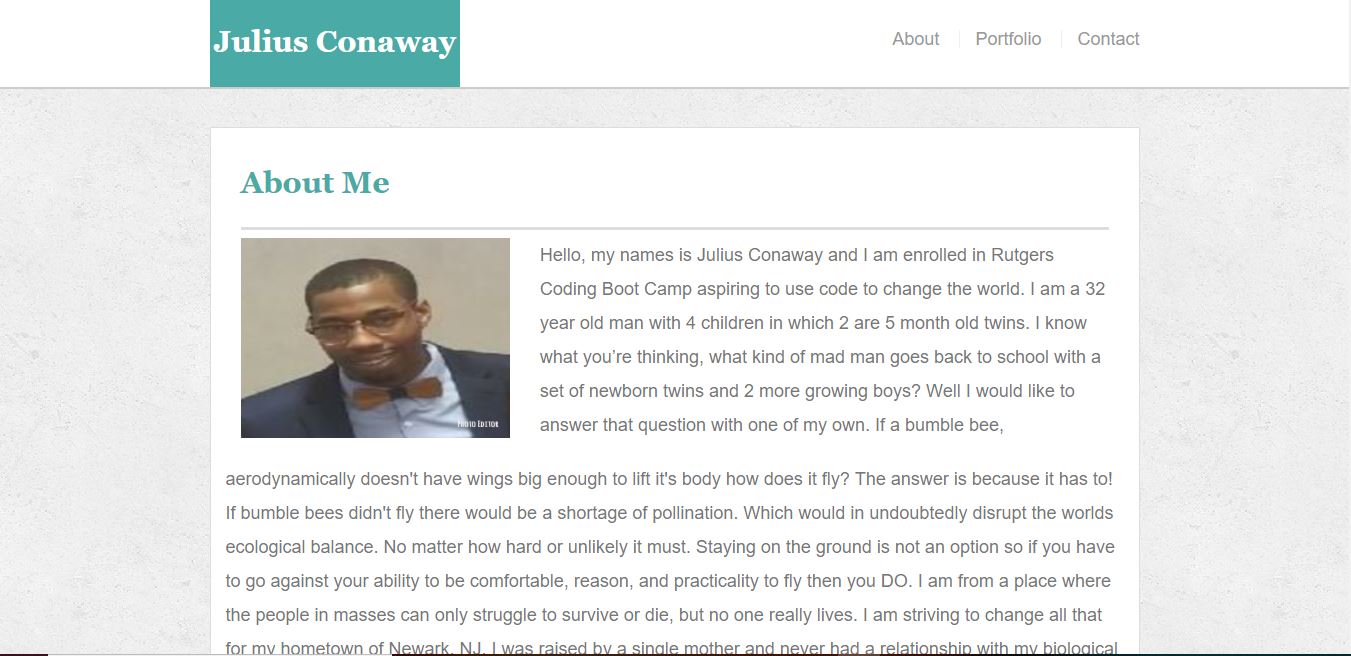 Julius Conaway
About
Portfolio
Contact
About Me
Hello, my names is Julius Conaway and I am enrolled in Rutgers
Coding Boot Camp aspiring to use code to change the world. I am a 32
year old man with 4 children in which 2 are 5 month old twins. I know
what you’re thinking, what kind of mad man goes back to school with a
set of newborn twins and 2 more growing boys? Well I would like to
answer that question with one of my own. If a bumble bee,
PHOTO EDITOR
aerodynamically doesn't have wings big enough to lift it's body how does it fly? The answer is because it has to!
If bumble bees didn't fly there would be a shortage of pollination. Which would in undoubtedly disrupt the worlds
ecological balance. No matter how hard or unlikely it must. Staying on the ground is not an option so if you have
to go against your ability to be comfortable, reason, and practicality to fly then you DO. I am from a place where
the people in masses can only struggle to survive or die, but no one really lives. I am striving to change all that
for my hometown of Newark, NJ. I was raised by a single mother and never had a relationship with my biological